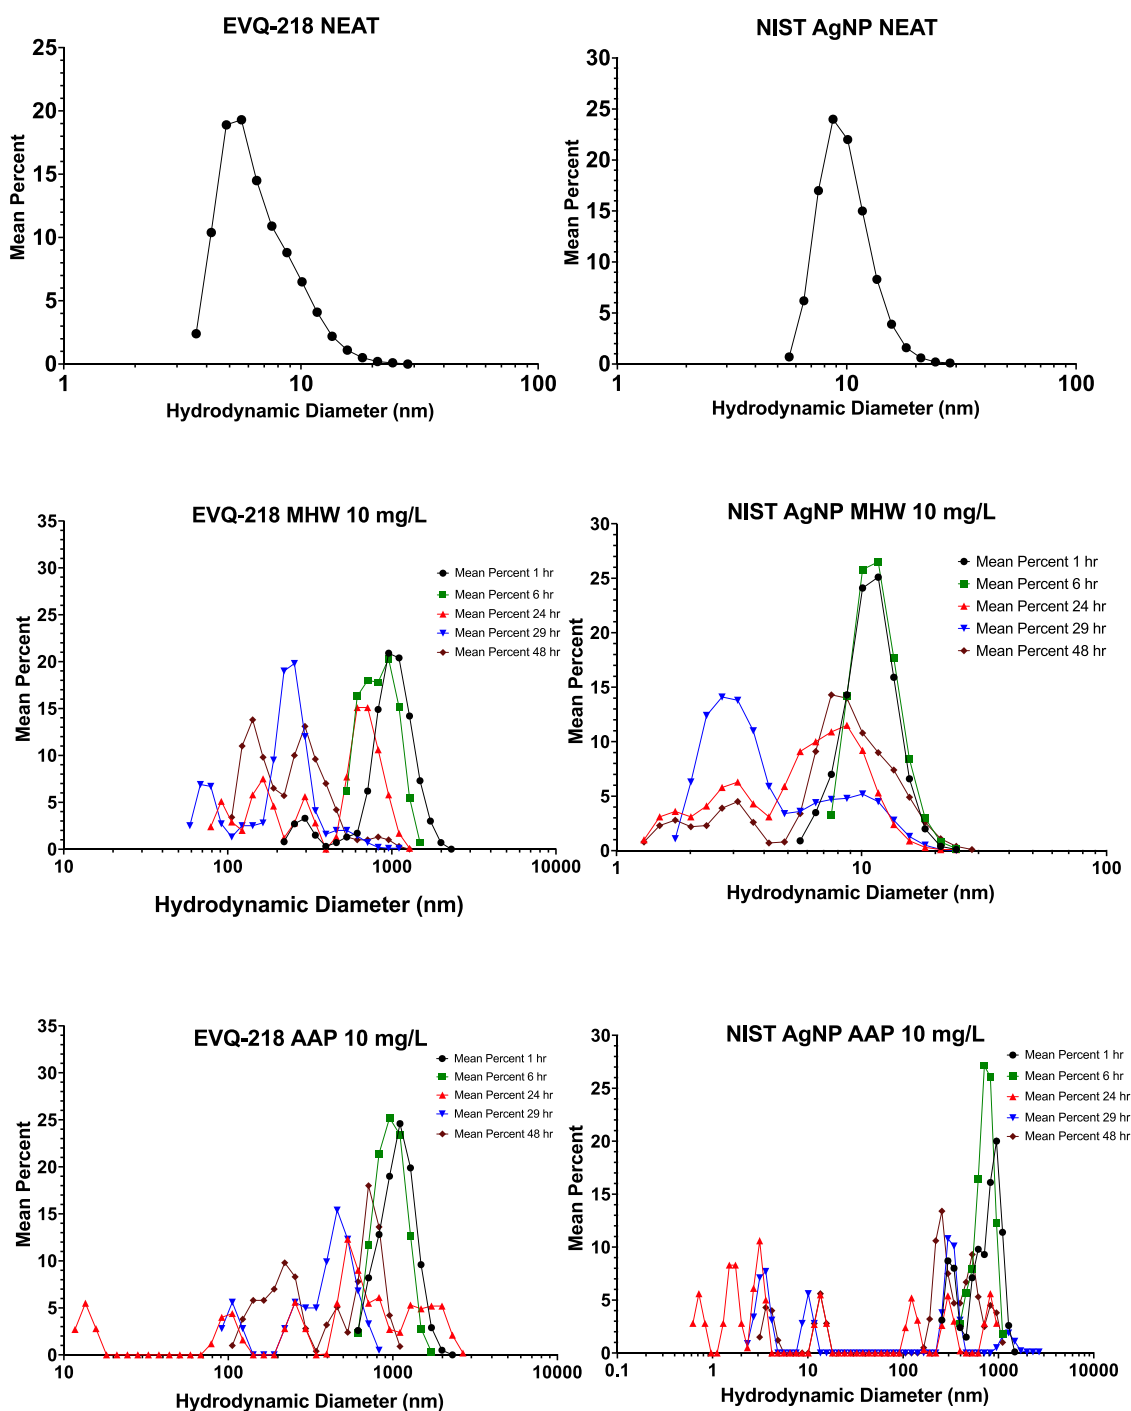 EVQ-218 NEAT
25
20
15
10
5
0
Mean Percent
1
10
100
Hydrodynamic Diameter (nm)
NIST AgNP NEAT
30
25
20
15
10
5
0
Mean Percent
1
10
100
Hydrodynamic Diameter (nm)
EVQ-218 MHW 10 mg/L
35
30
25
20
15
10
5
0
Mean Percent
Mean Percent 1 hr
Mean Percent 6 hr
Mean Percent 24 hr
Mean Percent 29 hr
Mean Percent 48 hr
10
100
1000
10000
Hydrodynamic Diameter (nm)
NIST AgNP MHW 10 mg/L
30
25
20
15
10
5
0
Mean Percent
Mean Percent 1 hr
Mean Percent 6 hr
Mean Percent 24 hr
Mean Percent 29 hr
Mean Percent 48 hr
1
10
100
Hydrodynamic Diameter (nm)
EVQ-218 AAP 10 mg/L
35
30
25
20
15
10
5
0
Mean Percent
Mean Percent 1 hr
Mean Percent 6 hr
Mean Percent 24 hr
Mean Percent 29 hr
Mean Percent 48 hr
10
100
1000
10000
Hydrodynamic Diameter (nm)
NIST AgNP AAP 10 mg/L
30
25
20
15
10
5
0
Mean Percent
Mean Percent 1 hr
Mean Percent 6 hr
Mean Percent 24 hr
Mean Percent 29 hr
Mean Percent 48 hr
0.1
1
10
100
1000
10000
Hydrodynamic Diameter (nm)